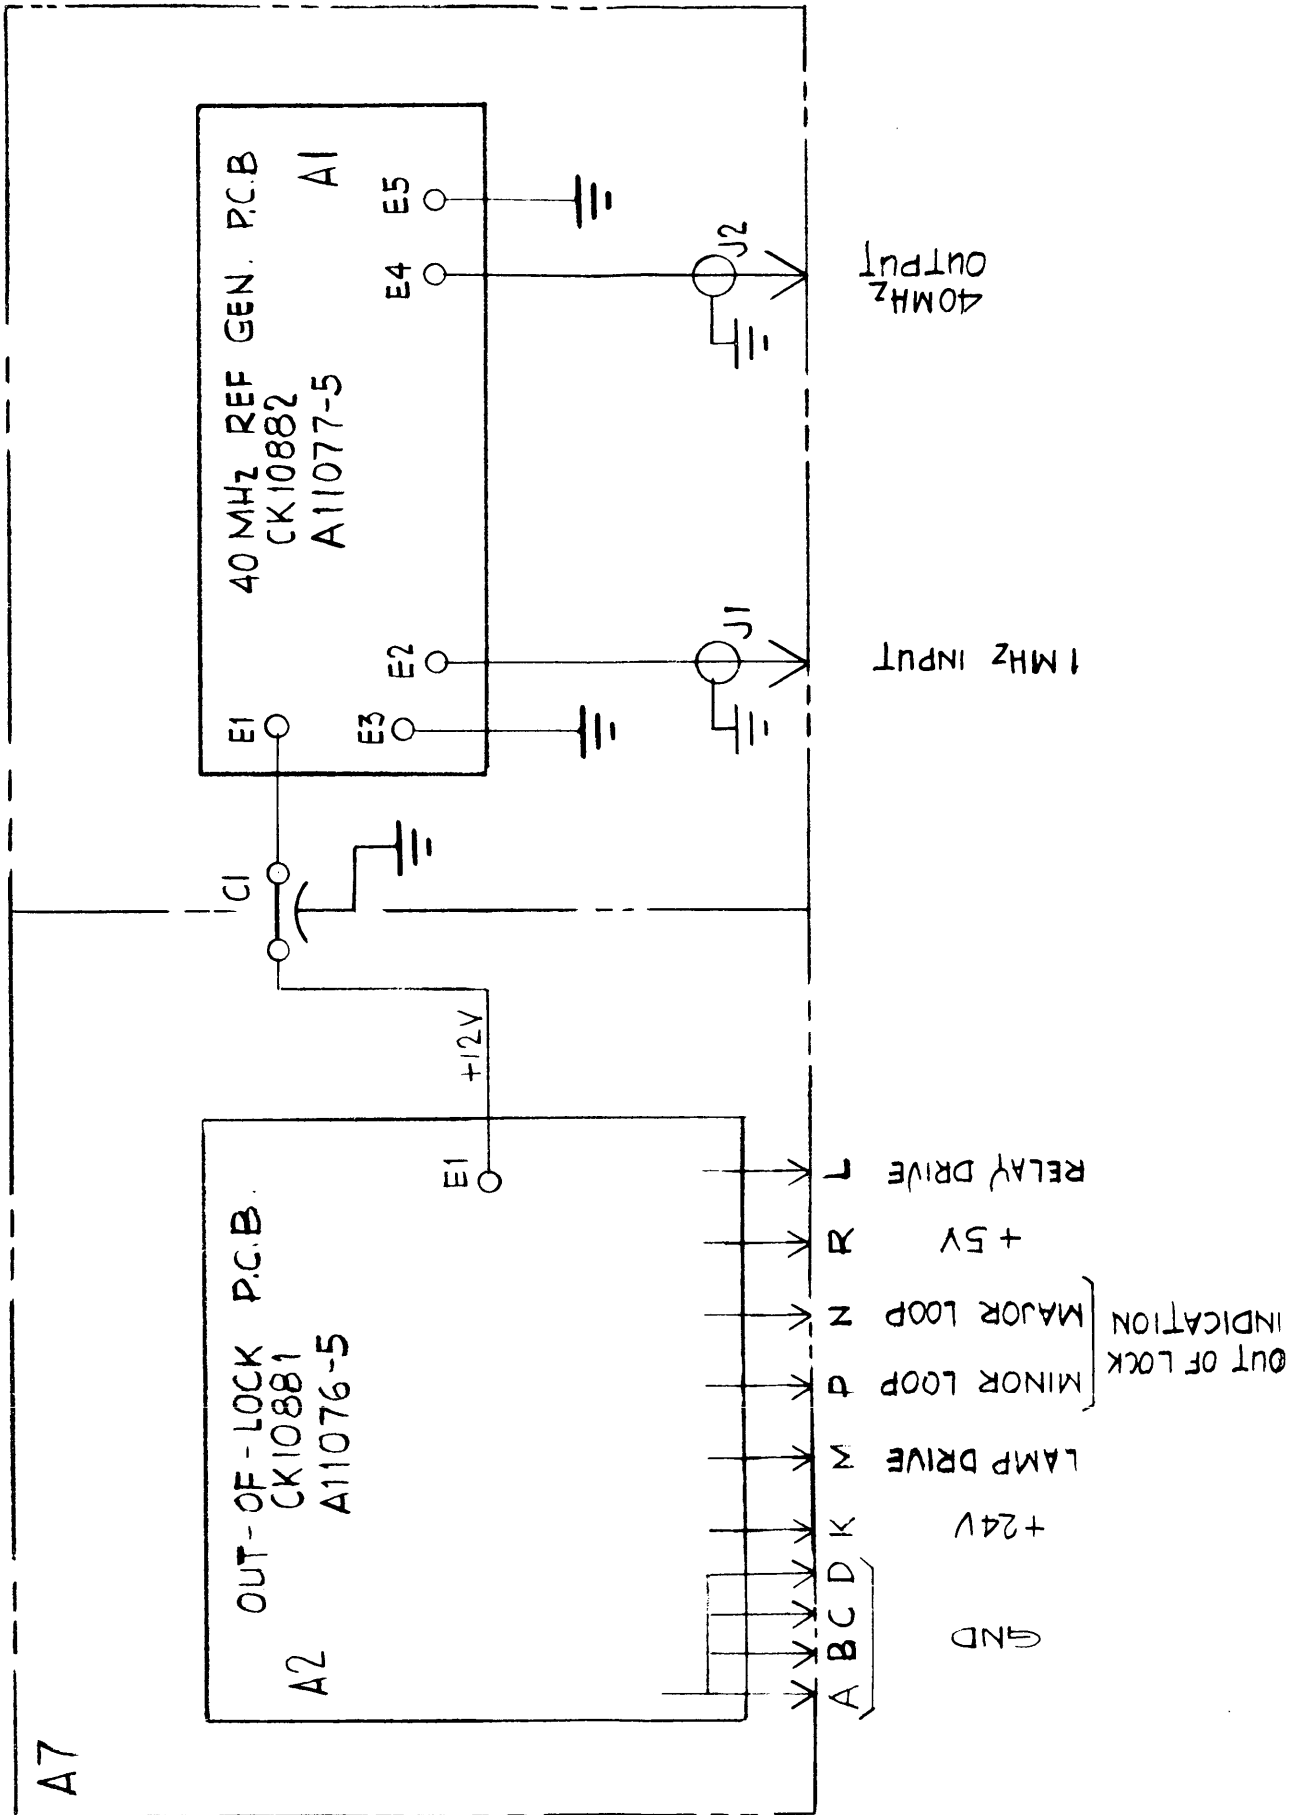 A7
OUT-OF-LOCK P.C.B.
CK10881
A11076-5
A2
E1
+12V
C1
40 MHz REF GEN. P.C.B
CK10882
A11077-5
A1
E1
E3
E2
E4
E5
J1
J2
1 MHz INPUT
40MHz
OUTPUT
A B C D K M P N R L
GND
+24V
LAMP DRIVE
MINOR LOOP
MAJOR LOOP
OUT OF LOCK
INDICATION
+5V
RELAY DRIVE